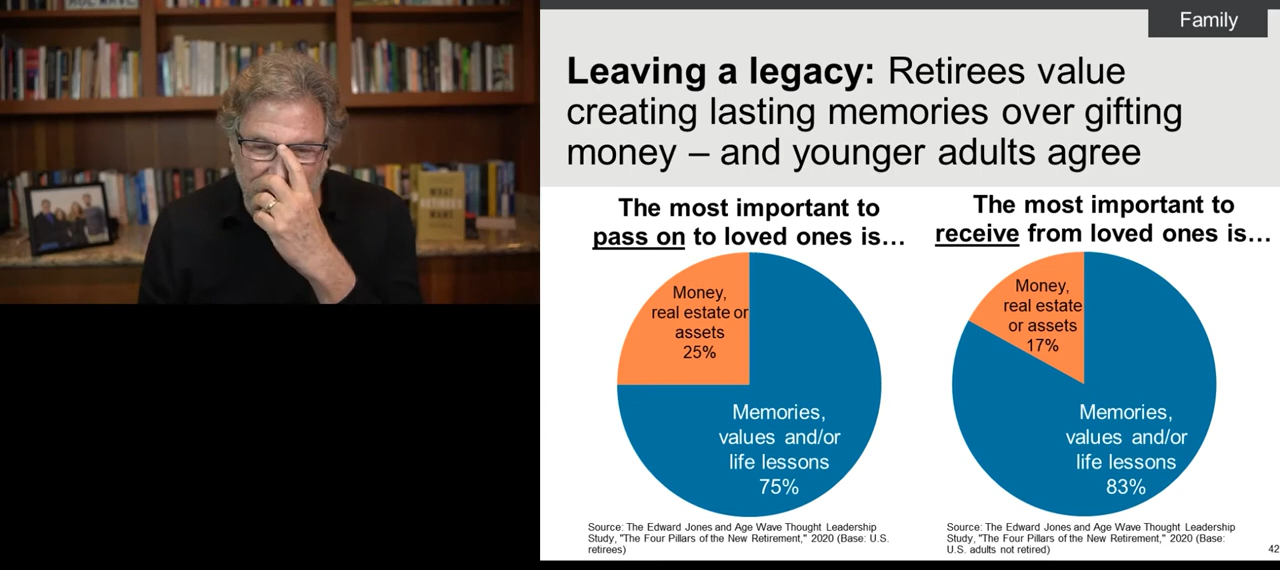 Family
Leaving a legacy: Retirees value
creating lasting memories over gifting
money – and younger adults agree
The most important to
pass on to loved ones is…
Money,
real estate or
assets
25%
Memories,
values and/or
life lessons
75%
Source: The Edward Jones and Age Wave Thought Leadership
Study, "The Four Pillars of the New Retirement," 2020 (Base: U.S.
retirees)
The most important to
receive from loved ones is…
Money,
real estate
or assets
17%
Memories,
values and/or
life lessons
83%
Source: The Edward Jones and Age Wave Thought Leadership
Study, "The Four Pillars of the New Retirement," 2020 (Base:
U.S. adults not retired)
42
WHAT
RETIREES
WANT